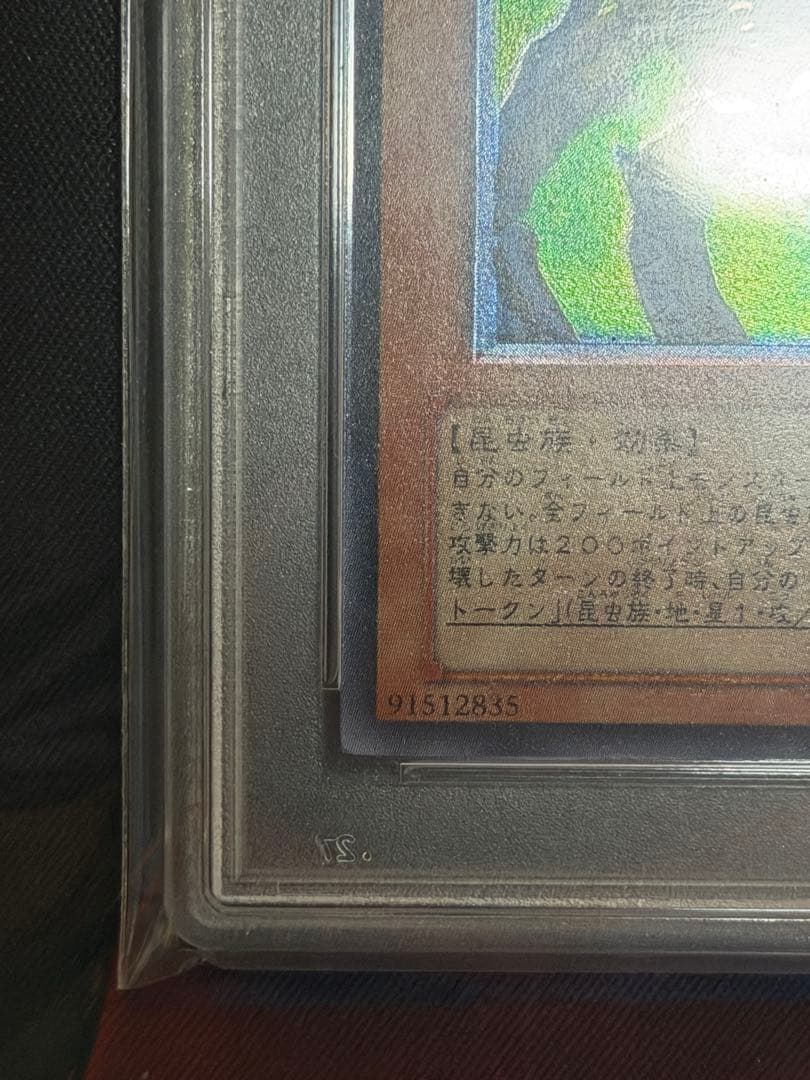 【昆虫族・効果】
自分のフィールド上モンスター
きない。全フィールド上の昆虫
攻撃力は２００ポイントアップ
壊したターンの終了時、自分の
トークン」(昆虫族・地・星１・攻/
91512835